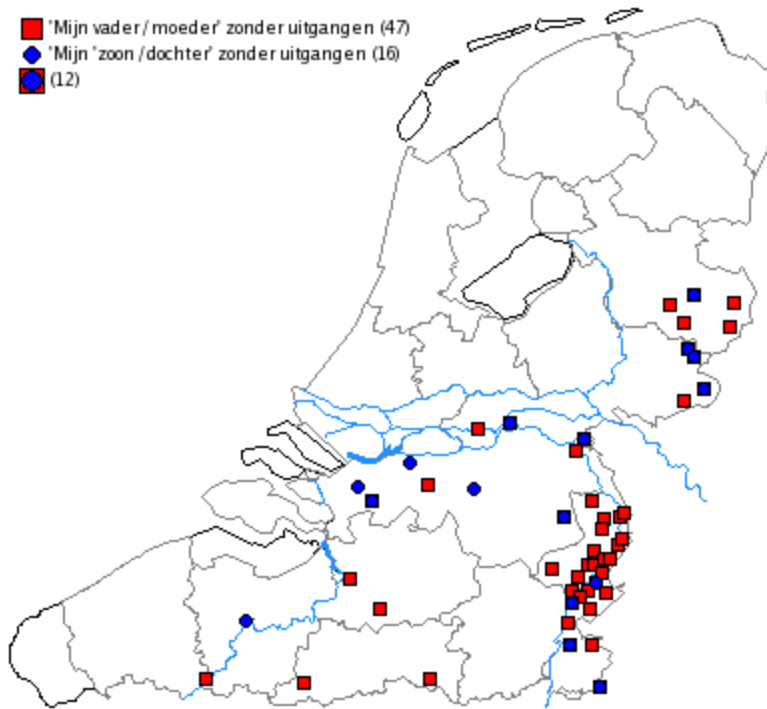 'Mijn vader/moeder' zonder uitgangen (47)
'Mijn 'zoon/dochter' zonder uitgangen (16)
(12)